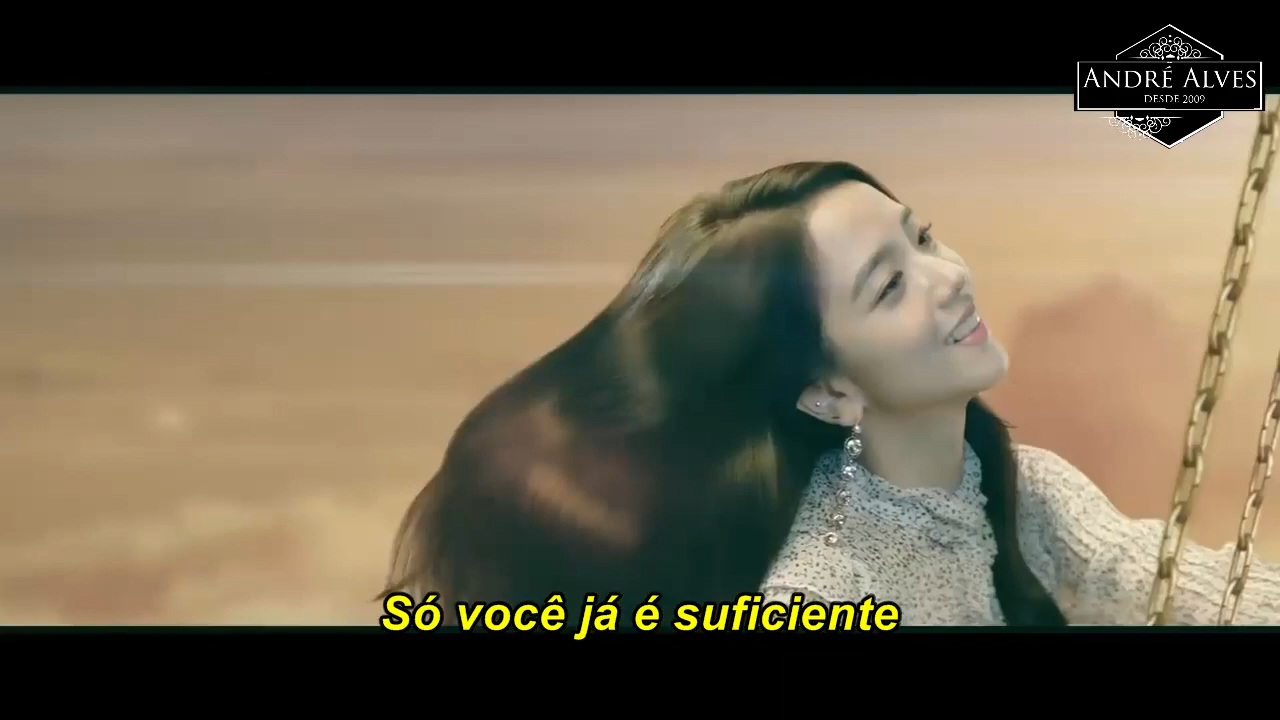 ANDRÉ ALVES
DESDE 2009
Só você já é suficiente